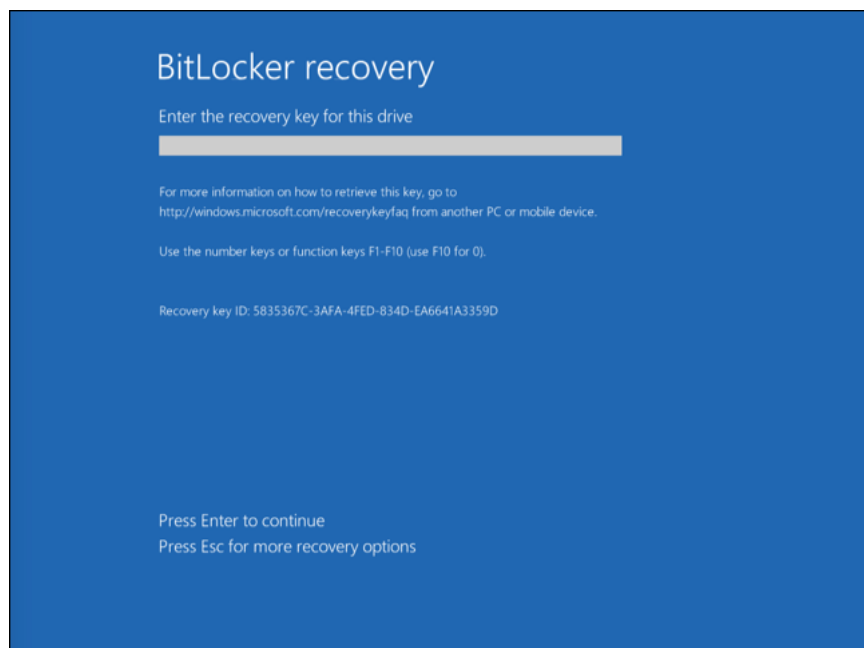 BitLocker recovery
Enter the recovery key for this drive
For more information on how to retrieve this key, go to
http://windows.microsoft.com/recoverykeyfaq from another PC or mobile device.
Use the number keys or function keys F1-F10 (use F10 for 0).
Recovery key ID: 5835367C-3AFA-4FED-834D-EA6641A3359D
Press Enter to continue
Press Esc for more recovery options